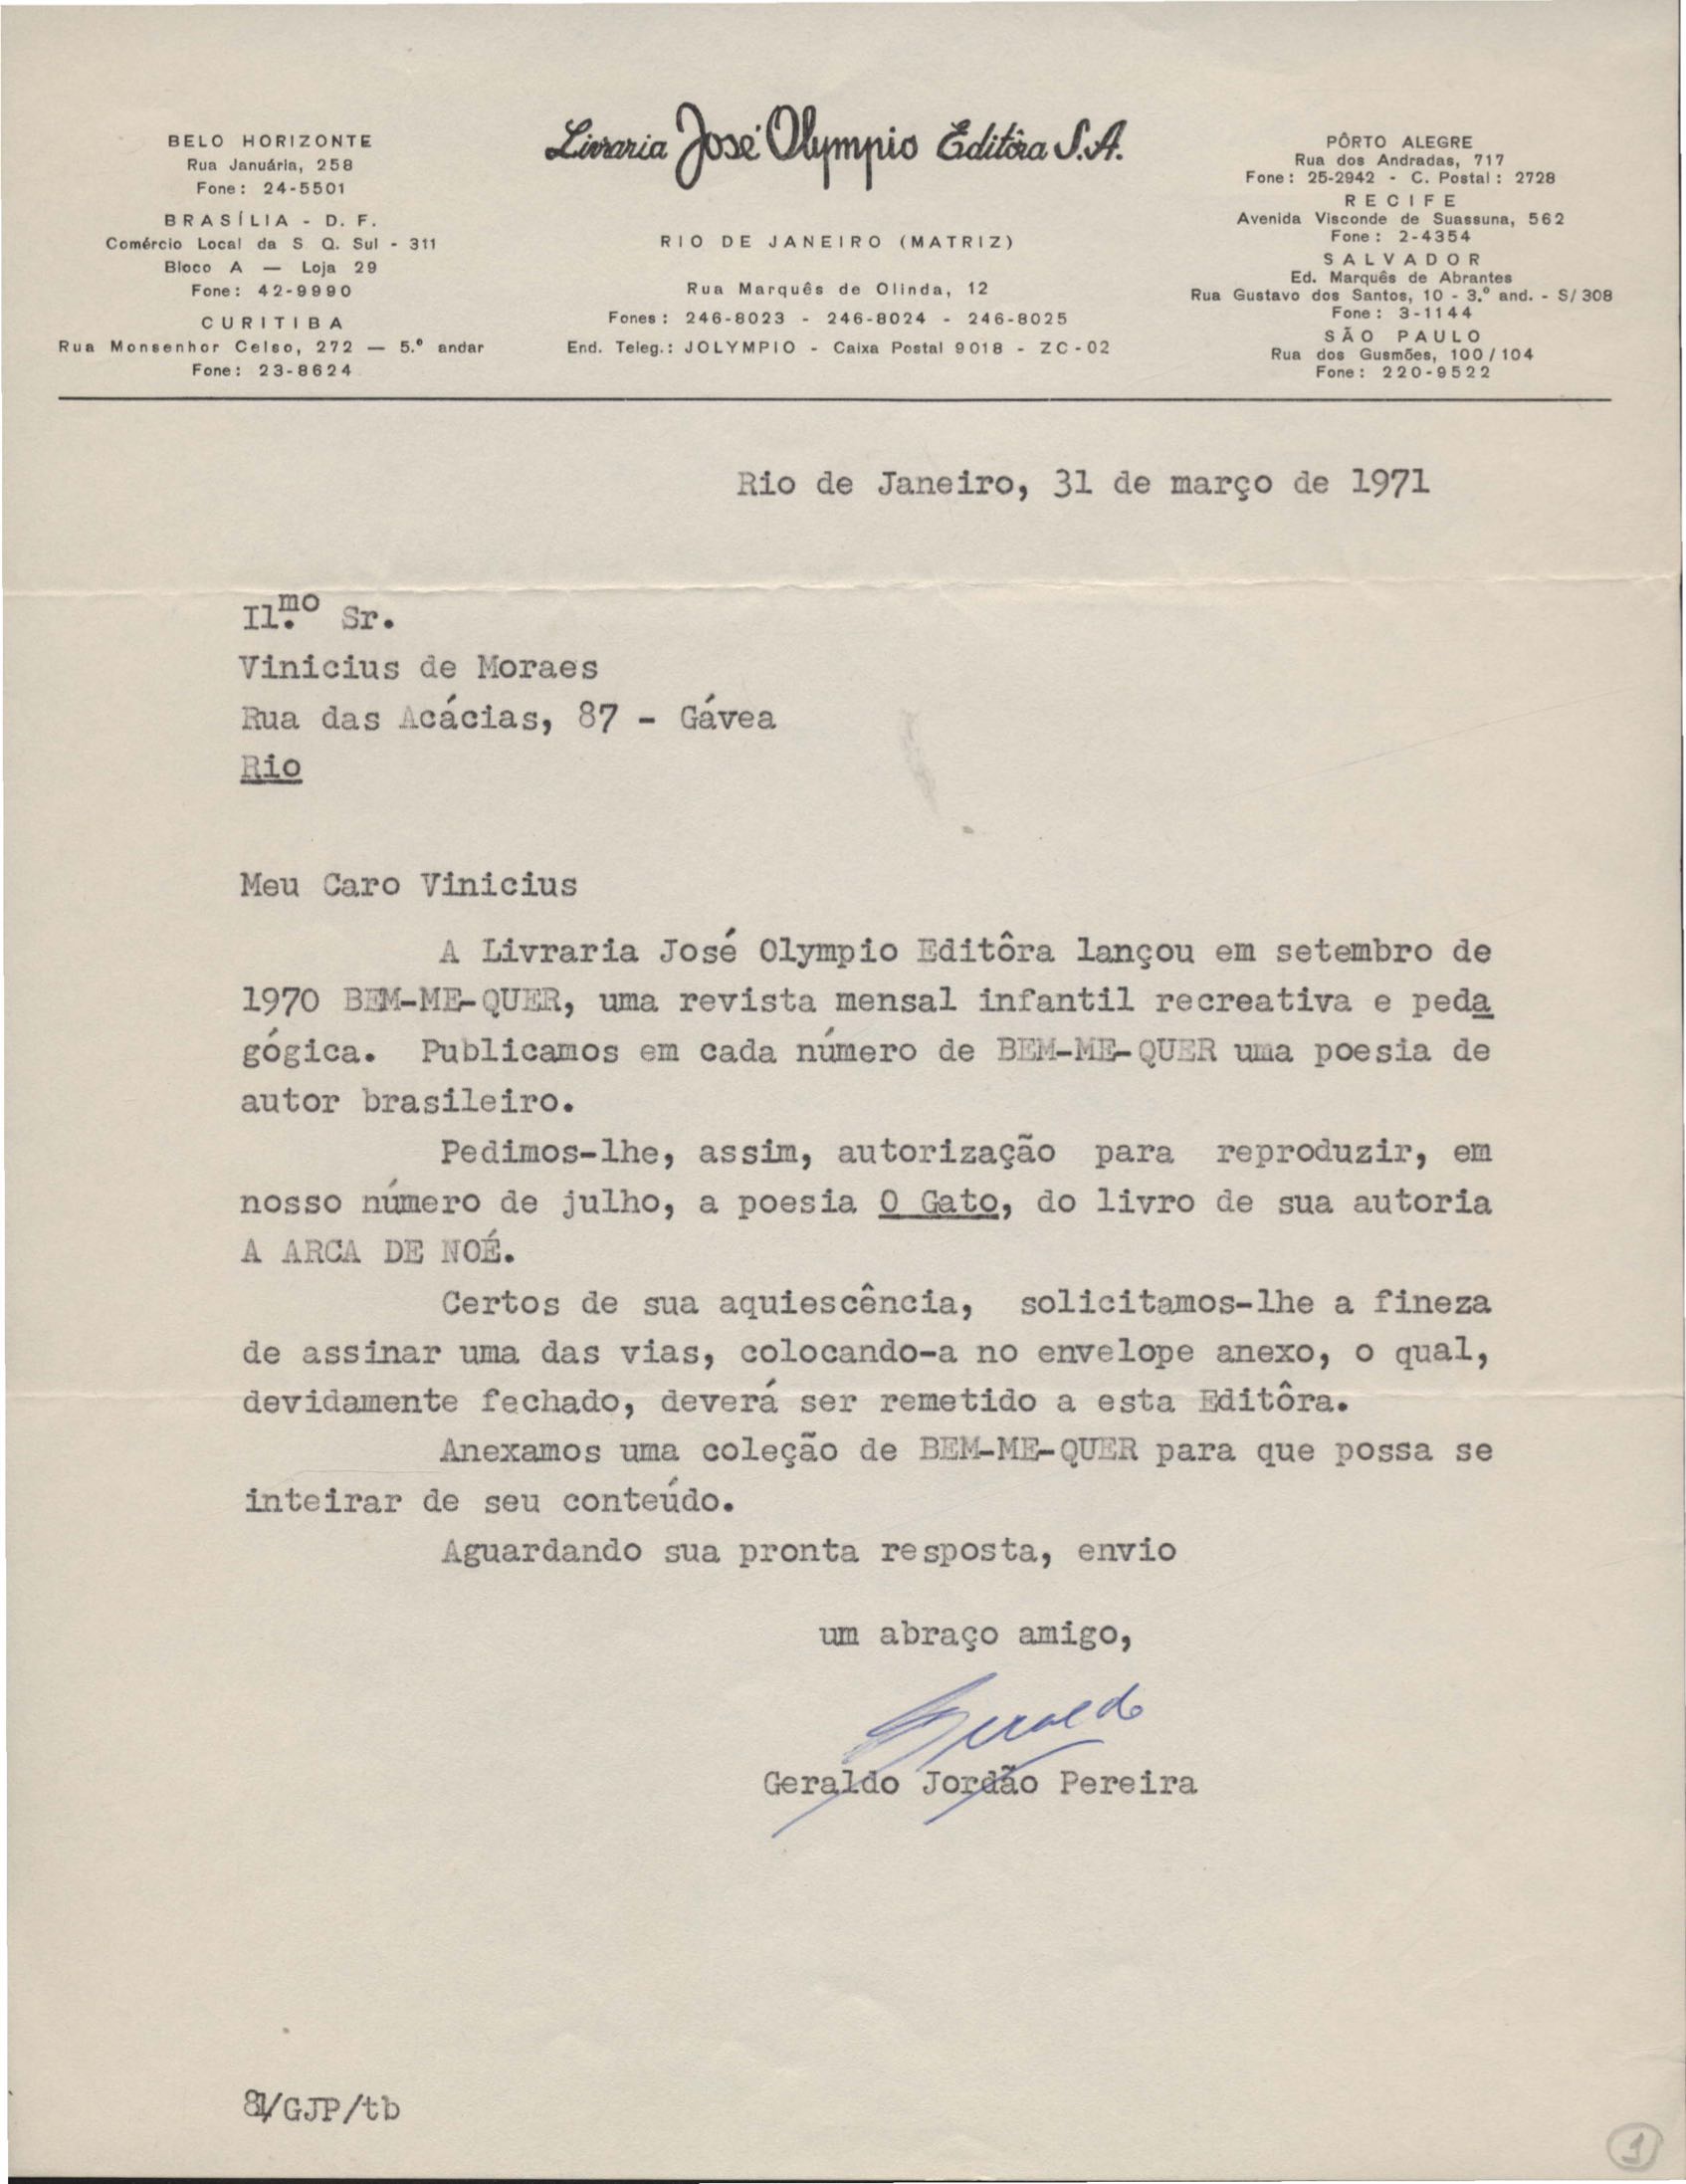 BELO HORIZONTE
Rua Januária, 258
Fone: 24-5501
BRASÍLIA - D. F.
Comércio Local da S Q. Sul - 311
Bloco A — Loja 29
Fone: 42-9990
CURITIBA
Rua Monsenhor Celso, 272 — 5.º andar
Fone: 23-8624
Livraria José Olympio Editôra S.A.
RIO DE JANEIRO (MATRIZ)
Rua Marquês de Olinda, 12
Fones: 246-8023 - 246-8024 - 246-8025
End. Teleg.: JOLYMPIO - Caixa Postal 9018 - ZC-02
PÔRTO ALEGRE
Rua dos Andradas, 717
Fone: 25-2942 - C. Postal: 2728
RECIFE
Avenida Visconde de Suassuna, 562
Fone: 2-4354
SALVADOR
Ed. Marquês de Abrantes
Rua Gustavo dos Santos, 10 - 3.º and. - S/308
Fone: 3-1144
SÃO PAULO
Rua dos Gusmões, 100/104
Fone: 220-9522
Rio de Janeiro, 31 de março de 1971
Il.mo Sr.
Vinicius de Moraes
Rua das Acácias, 87 - Gávea
Rio
Meu Caro Vinicius
A Livraria José Olympio Editôra lançou em setembro de
1970 BEM-ME-QUER, uma revista mensal infantil recreativa e peda
gógica. Publicamos em cada número de BEM-ME-QUER uma poesia de
autor brasileiro.
Pedimos-lhe, assim, autorização para reproduzir, em
nosso número de julho, a poesia O Gato, do livro de sua autoria
A ARCA DE NOÉ.
Certos de sua aquiescência, solicitamos-lhe a fineza
de assinar uma das vias, colocando-a no envelope anexo, o qual,
devidamente fechado, deverá ser remetido a esta Editôra.
Anexamos uma coleção de BEM-ME-QUER para que possa se
inteirar de seu conteúdo.
Aguardando sua pronta resposta, envio
um abraço amigo,
Geraldo
Geraldo Jordão Pereira
/GJP/tb
1